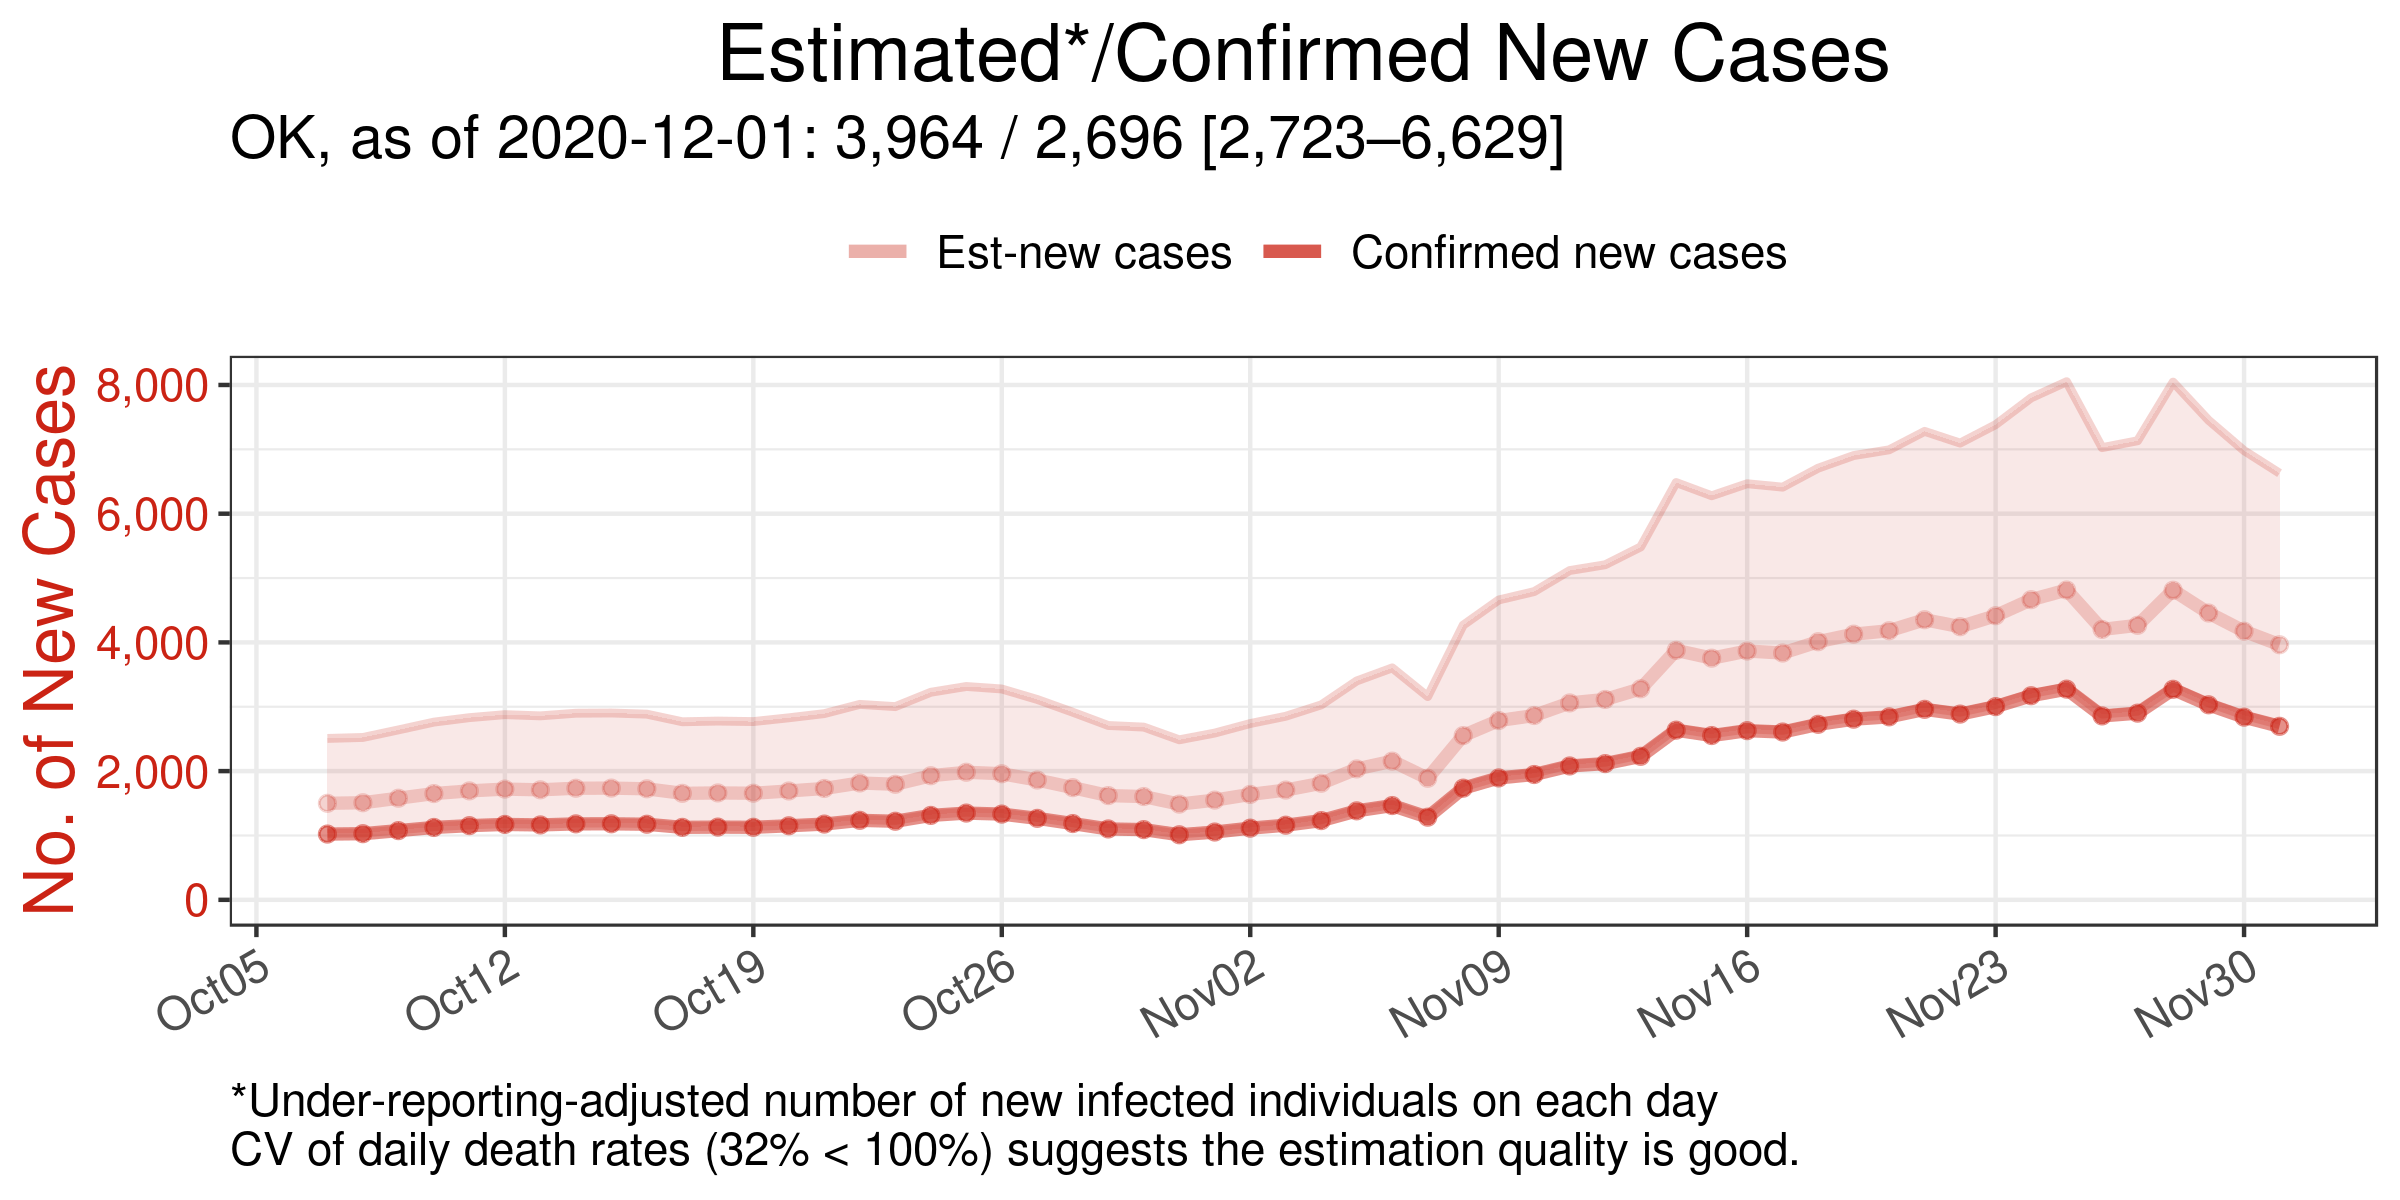 Estimated*/Confirmed New Cases
OK, as of 2020-12-01: 3,964 / 2,696 [2,723–6,629]
Est-new cases
Confirmed new cases
No. of New Cases
8,000
6,000
4,000
2,000
0
Oct05
Oct12
Oct19
Oct26
Nov02
Nov09
Nov16
Nov23
Nov30
*Under-reporting-adjusted number of new infected individuals on each day
CV of daily death rates (32% < 100%) suggests the estimation quality is good.